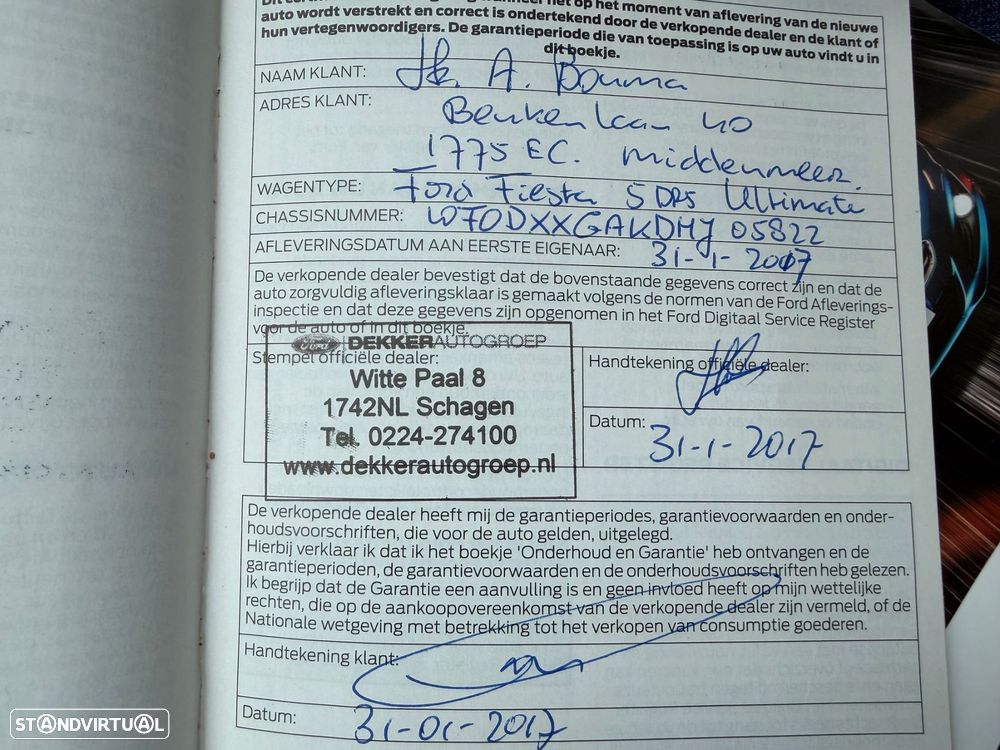 auto wordt verstrekt en correct is ondertekend door de verkopende dealer en de klant of
hun vertegenwoordigers. De garantieperiode die van toepassing is op uw auto vindt u in
dit boekje.
NAAM KLANT: Hr. A. Bouma
ADRES KLANT: Beukenlaan 40
1775 EC. Middenmeer.
WAGENTYPE: Ford Fiesta 5DRS Ultimate
CHASSISNUMMER: WF0DXXGAKDHJ 05822
AFLEVERINGSDATUM AAN EERSTE EIGENAAR: 31-1-2017
De verkopende dealer bevestigt dat de bovenstaande gegevens correct zijn en dat de
auto zorgvuldig afleveringsklaar is gemaakt volgens de normen van de Ford Afleverings-
inspectie en dat deze gegevens zijn opgenomen in het Ford Digitaal Service Register
voor de auto of in dit boekje.
Ford DEKKERAUTOGROEP
Stempel officiële dealer:
Witte Paal 8
1742NL Schagen
Tel. 0224-274100
www.dekkerautogroep.nl
Handtekening officiële dealer:
Datum: 31-1-2017
De verkopende dealer heeft mij de garantieperiodes, garantievoorwaarden en onder-
houdsvoorschriften, die voor de auto gelden, uitgelegd.
Hierbij verklaar ik dat ik het boekje 'Onderhoud en Garantie' heb ontvangen en de
garantieperioden, de garantievoorwaarden en de onderhoudsvoorschriften heb gelezen.
Ik begrijp dat de Garantie een aanvulling is en geen invloed heeft op mijn wettelijke
rechten, die op de aankoopovereenkomst van de verkopende dealer zijn vermeld, of de
Nationale wetgeving met betrekking tot het verkopen van consumptie goederen.
Handtekening klant:
Datum: 31-01-2017
STANDVIRTUAL